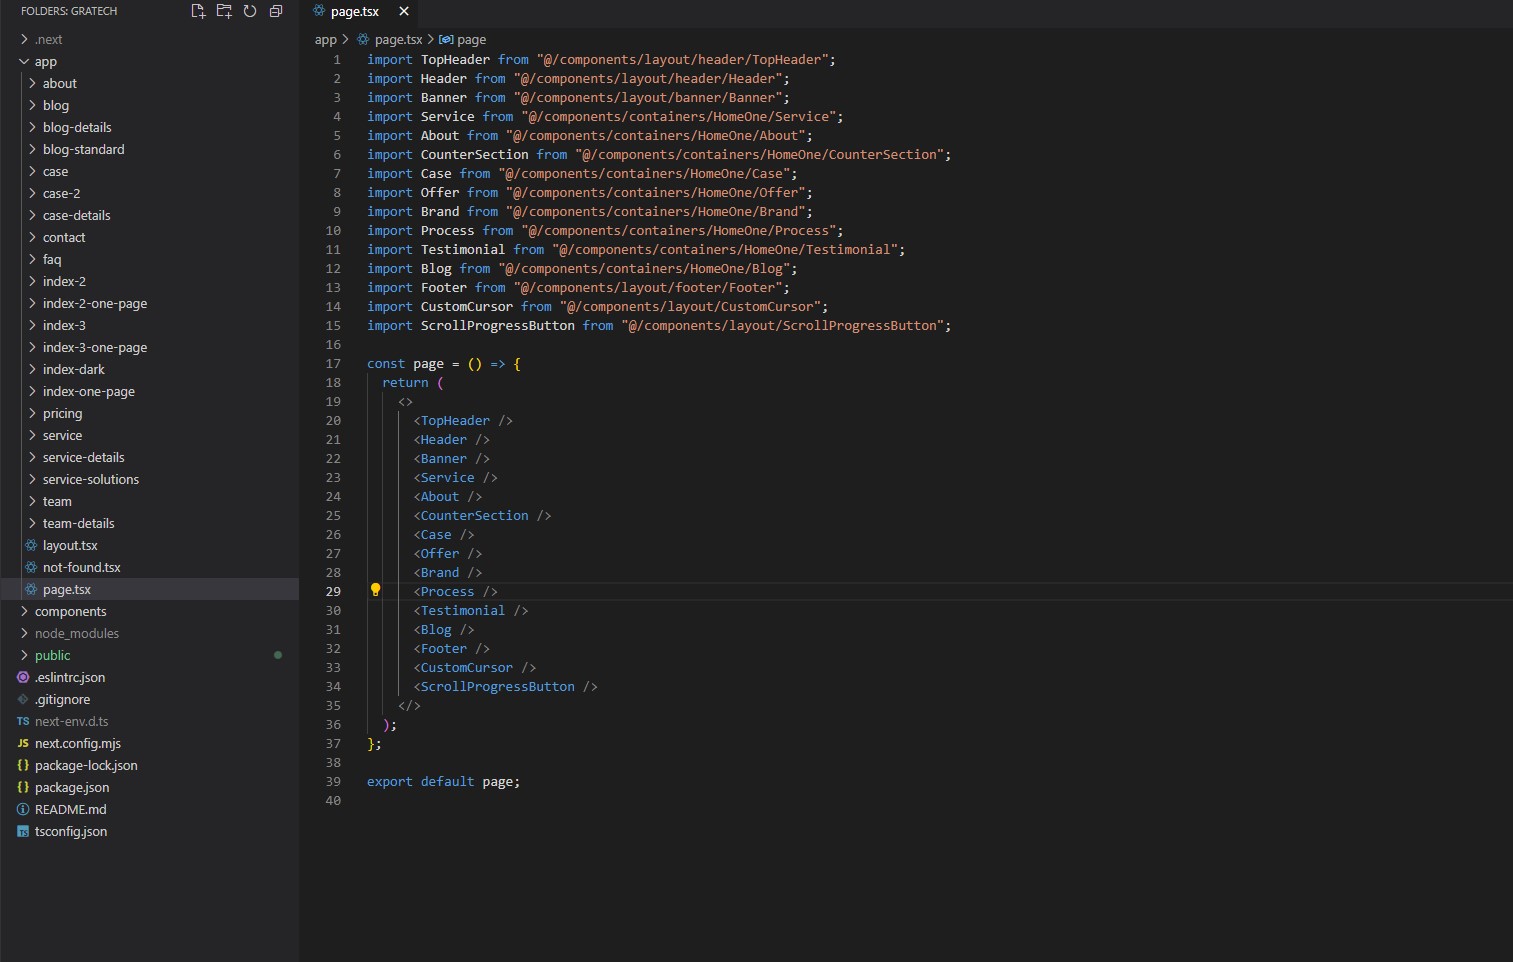 FOLDERS: GRATECH
.next
app
about
blog
blog-details
blog-standard
case
case-2
case-details
contact
faq
index-2
index-2-one-page
index-3
index-3-one-page
index-dark
index-one-page
pricing
service
service-details
service-solutions
team
team-details
layout.tsx
not-found.tsx
page.tsx
components
node_modules
public
.eslintrc.json
.gitignore
TS next-env.d.ts
JS next.config.mjs
{} package-lock.json
{} package.json
README.md
TS tsconfig.json
page.tsx
app > page.tsx > page
1 import TopHeader from "@/components/layout/header/TopHeader";
2 import Header from "@/components/layout/header/Header";
3 import Banner from "@/components/layout/banner/Banner";
4 import Service from "@/components/containers/HomeOne/Service";
5 import About from "@/components/containers/HomeOne/About";
6 import CounterSection from "@/components/containers/HomeOne/CounterSection";
7 import Case from "@/components/containers/HomeOne/Case";
8 import Offer from "@/components/containers/HomeOne/Offer";
9 import Brand from "@/components/containers/HomeOne/Brand";
10 import Process from "@/components/containers/HomeOne/Process";
11 import Testimonial from "@/components/containers/HomeOne/Testimonial";
12 import Blog from "@/components/containers/HomeOne/Blog";
13 import Footer from "@/components/layout/footer/Footer";
14 import CustomCursor from "@/components/layout/CustomCursor";
15 import ScrollProgressButton from "@/components/layout/ScrollProgressButton";
16
17 const page = () => {
18 return (
19 <>
20 <TopHeader />
21 <Header />
22 <Banner />
23 <Service />
24 <About />
25 <CounterSection />
26 <Case />
27 <Offer />
28 <Brand />
29 <Process />
30 <Testimonial />
31 <Blog />
32 <Footer />
33 <CustomCursor />
34 <ScrollProgressButton />
35 </>
36 );
37 };
38
39 export default page;
40